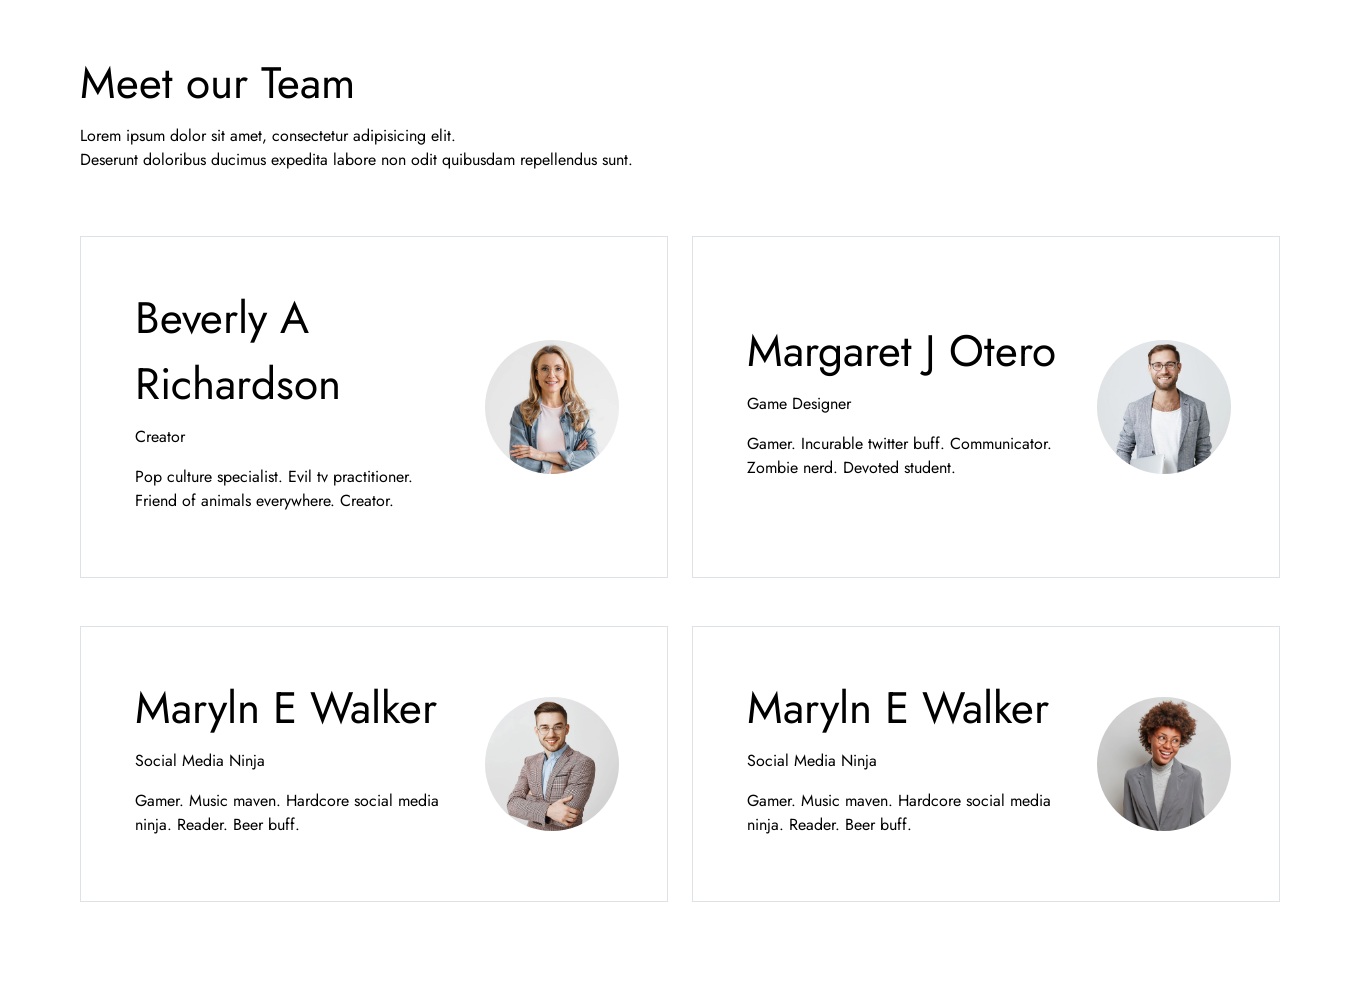 Meet our Team
Lorem ipsum dolor sit amet, consectetur adipisicing elit.
Deserunt doloribus ducimus expedita labore non odit quibusdam repellendus sunt.
Beverly A
Richardson
Creator
Pop culture specialist. Evil tv practitioner.
Friend of animals everywhere. Creator.
Margaret J Otero
Game Designer
Gamer. Incurable twitter buff. Communicator.
Zombie nerd. Devoted student.
Maryln E Walker
Social Media Ninja
Gamer. Music maven. Hardcore social media
ninja. Reader. Beer buff.
Maryln E Walker
Social Media Ninja
Gamer. Music maven. Hardcore social media
ninja. Reader. Beer buff.